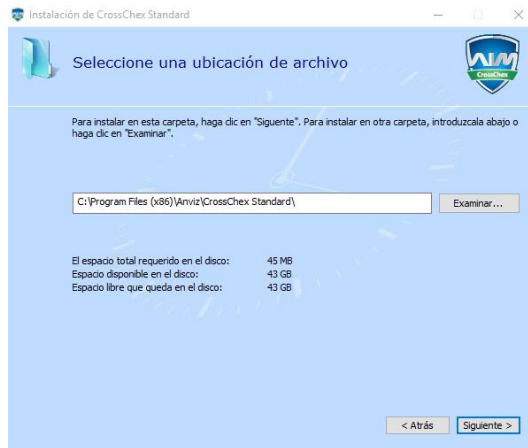 Instalación de CrossChex Standard
Seleccione una ubicación de archivo
AIM
CrossChex
Para instalar en esta carpeta, haga clic en "Siguente". Para instalar en otra carpeta, introduzcala abajo o
haga clic en "Examinar".
C:\Program Files (x86)\Anviz\CrossChex Standard\
Examinar...
El espacio total requerido en el disco: 45 MB
Espacio disponible en el disco: 43 GB
Espacio libre que queda en el disco: 43 GB
< Atrás
Siguiente >